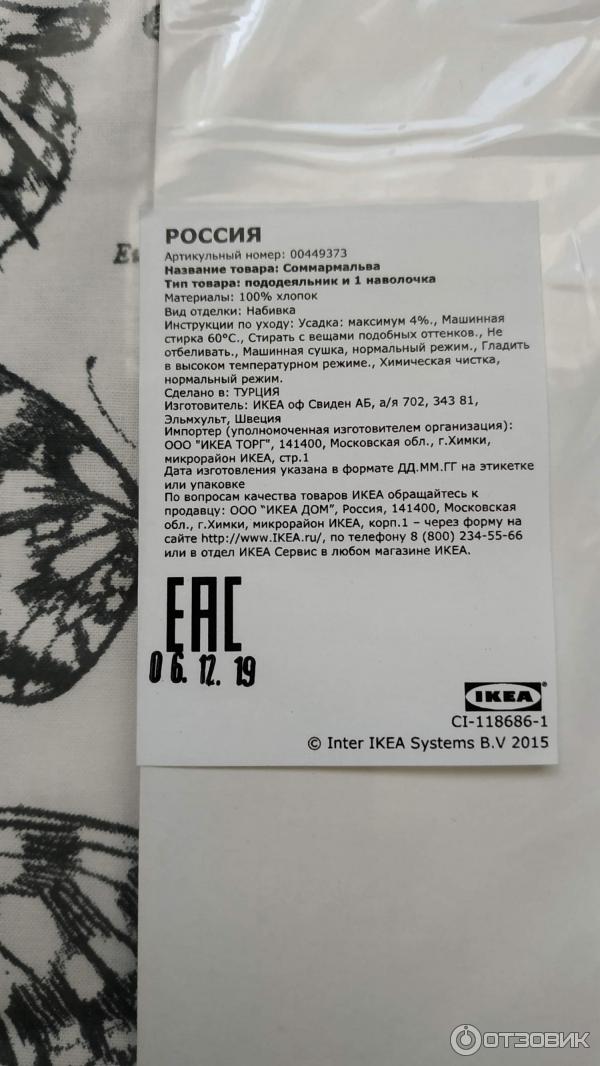 РОССИЯ
Артикульный номер: 00449373
Название товара: Соммармальва
Тип товара: пододеяльник и 1 наволочка
Материалы: 100% хлопок
Вид отделки: Набивка
Инструкции по уходу: Усадка: максимум 4%., Машинная
стирка 60°C., Стирать с вещами подобных оттенков., Не
отбеливать., Машинная сушка, нормальный режим., Гладить
в высоком температурном режиме., Химическая чистка,
нормальный режим.
Сделано в: ТУРЦИЯ
Изготовитель: ИКЕА оф Свиден АБ, а/я 702, 343 81,
Эльмхульт, Швеция
Импортер (уполномоченная изготовителем организация):
ООО "ИКЕА ТОРГ", 141400, Московская обл., г.Химки,
микрорайон ИКЕА, стр.1
Дата изготовления указана в формате ДД.ММ.ГГ на этикетке
или упаковке
По вопросам качества товаров ИКЕА обращайтесь к
продавцу: ООО "ИКЕА ДОМ", Россия, 141400, Московская
обл., г.Химки, микрорайон ИКЕА, корп.1 – через форму на
сайте http://www.IKEA.ru/, по телефону 8 (800) 234-55-66
или в отдел ИКЕА Сервис в любом магазине ИКЕА.
EAC
06.12.19
IKEA
CI-118686-1
© Inter IKEA Systems B.V 2015
ОТЗОВИК